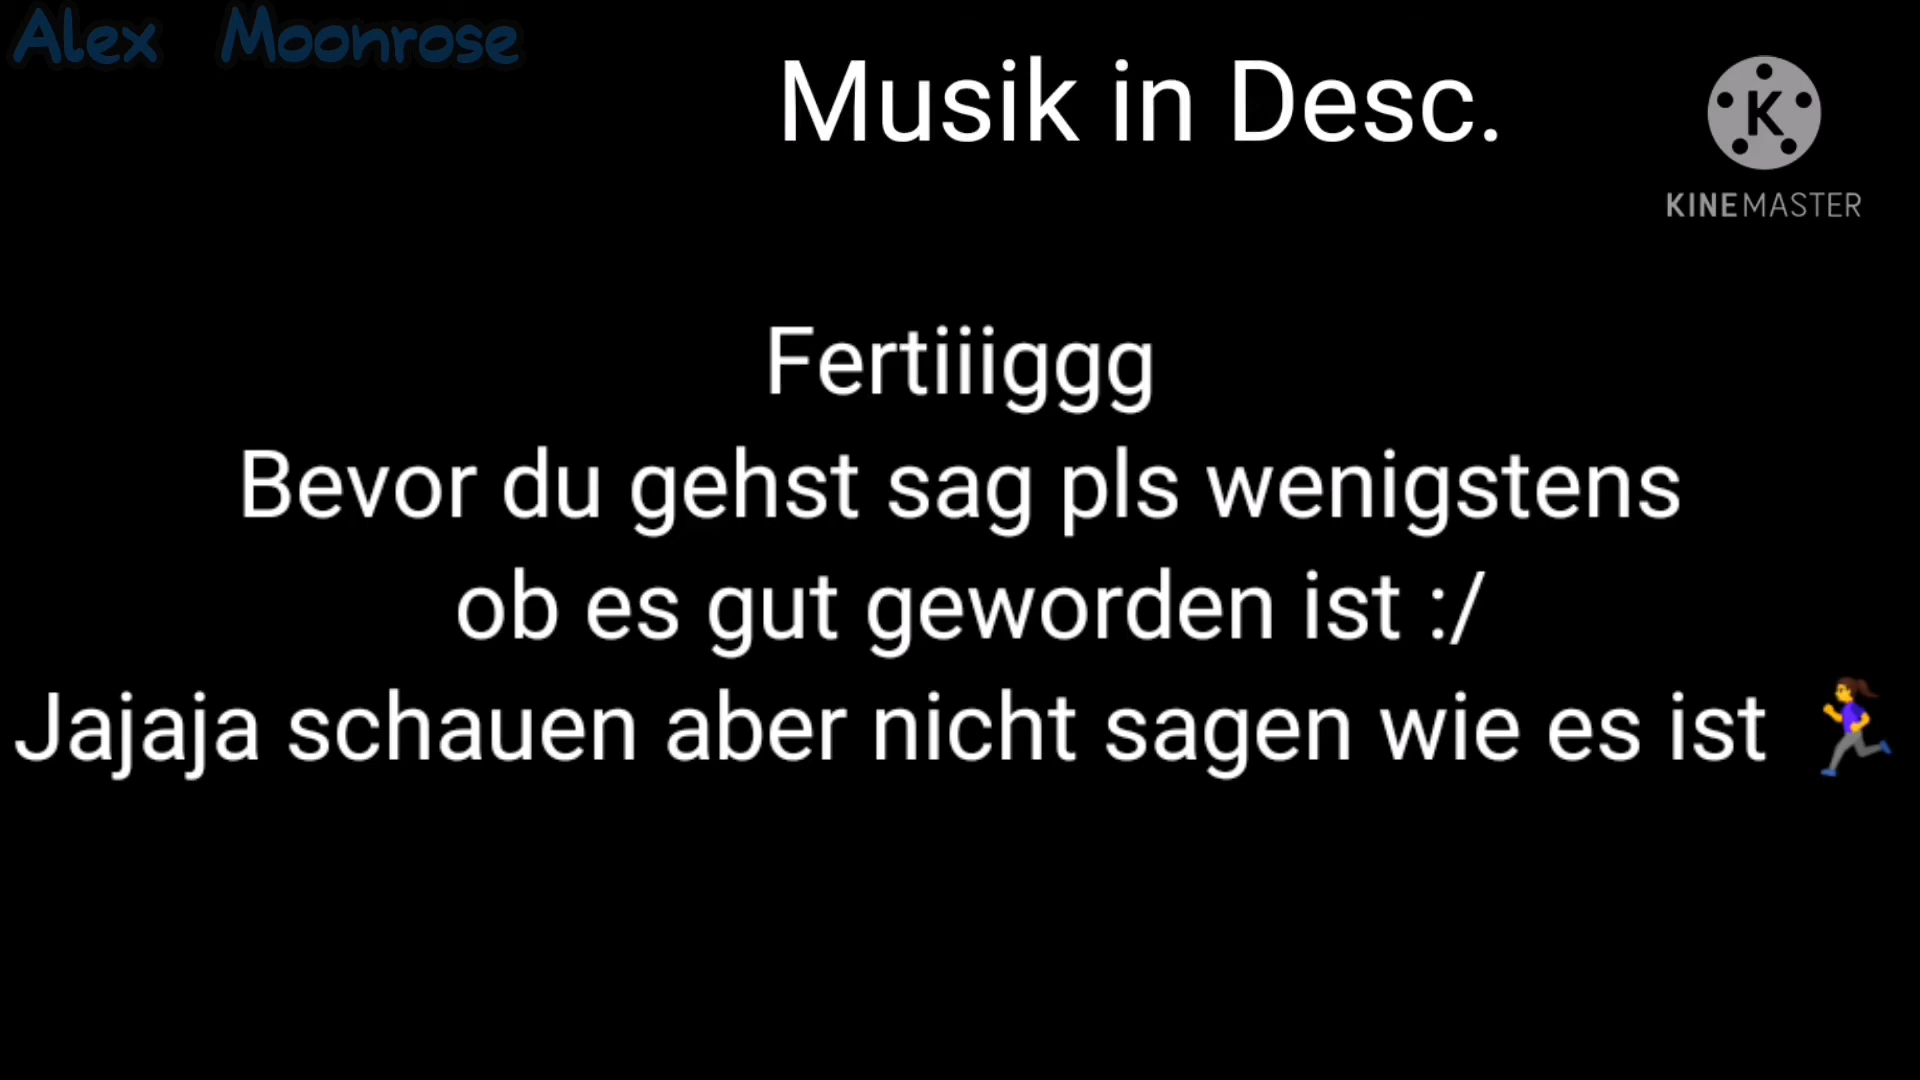 Alex Moonrose
Musik in Desc.
K
KINEMASTER
Fertiiiggg
Bevor du gehst sag pls wenigstens
ob es gut geworden ist :/
Jajaja schauen aber nicht sagen wie es ist 🏃‍♀️